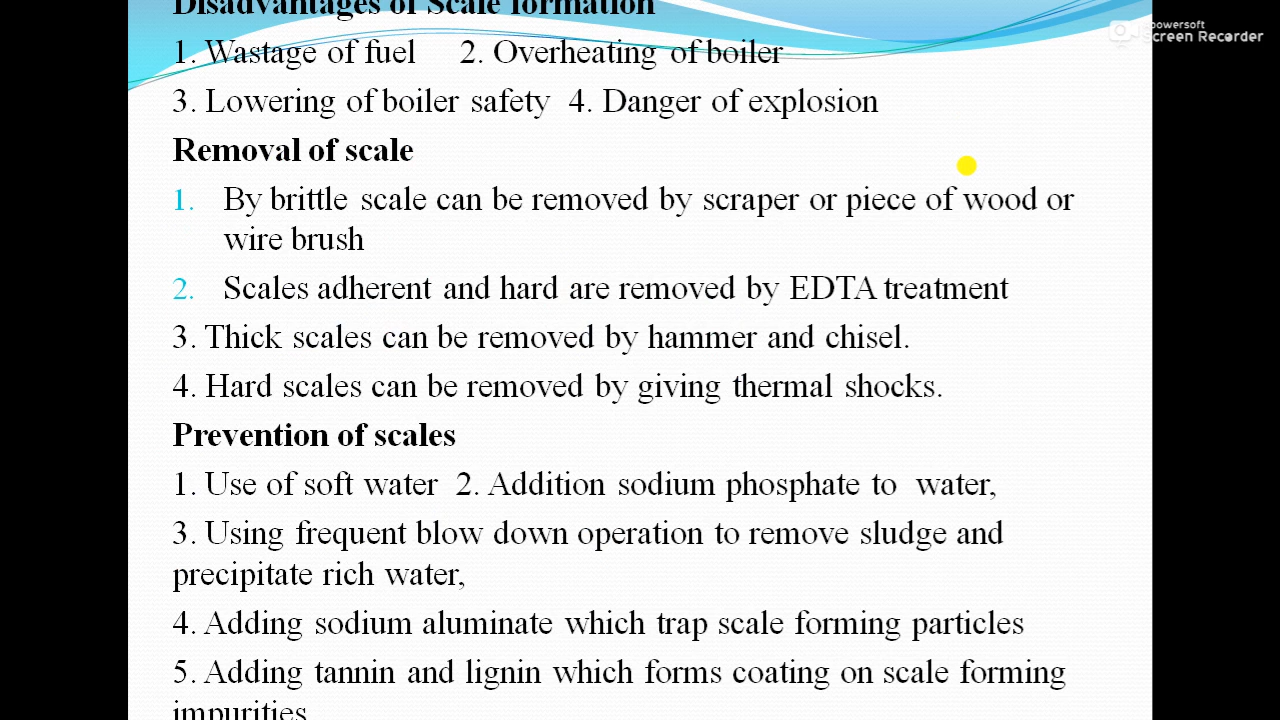 Disadvantages of Scale formation
powersoft
Screen Recorder
1. Wastage of fuel 2. Overheating of boiler
3. Lowering of boiler safety 4. Danger of explosion
Removal of scale
1. By brittle scale can be removed by scraper or piece of wood or
wire brush
2. Scales adherent and hard are removed by EDTA treatment
3. Thick scales can be removed by hammer and chisel.
4. Hard scales can be removed by giving thermal shocks.
Prevention of scales
1. Use of soft water 2. Addition sodium phosphate to water,
3. Using frequent blow down operation to remove sludge and
precipitate rich water,
4. Adding sodium aluminate which trap scale forming particles
5. Adding tannin and lignin which forms coating on scale forming
impurities